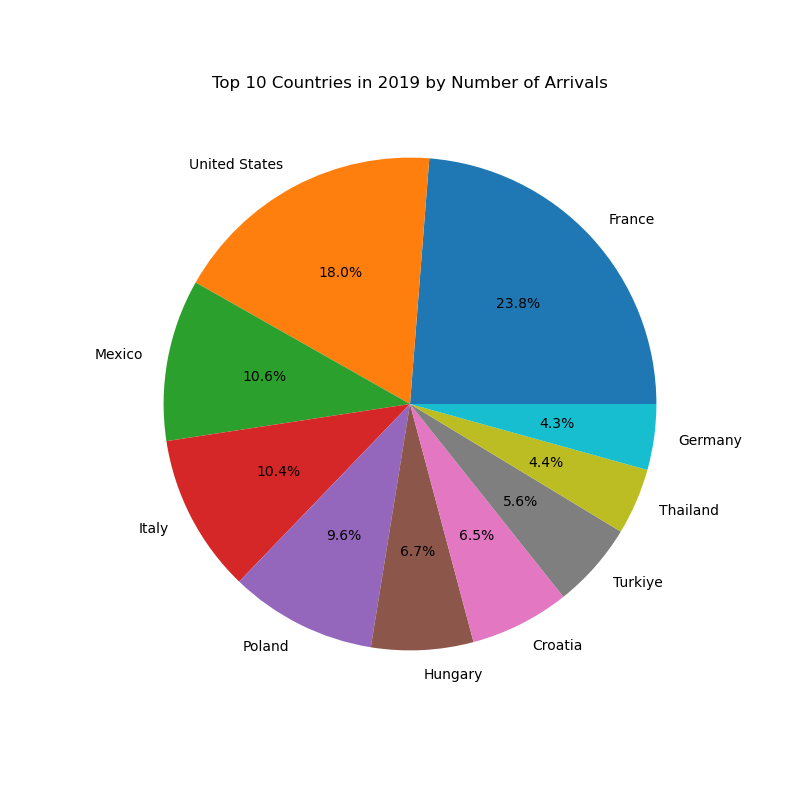 Top 10 Countries in 2019 by Number of Arrivals
United States
France
18.0%
23.8%
Mexico
10.6%
4.3%
Germany
10.4%
4.4%
Italy
Thailand
9.6%
6.7%
6.5%
5.6%
Turkiye
Poland
Croatia
Hungary